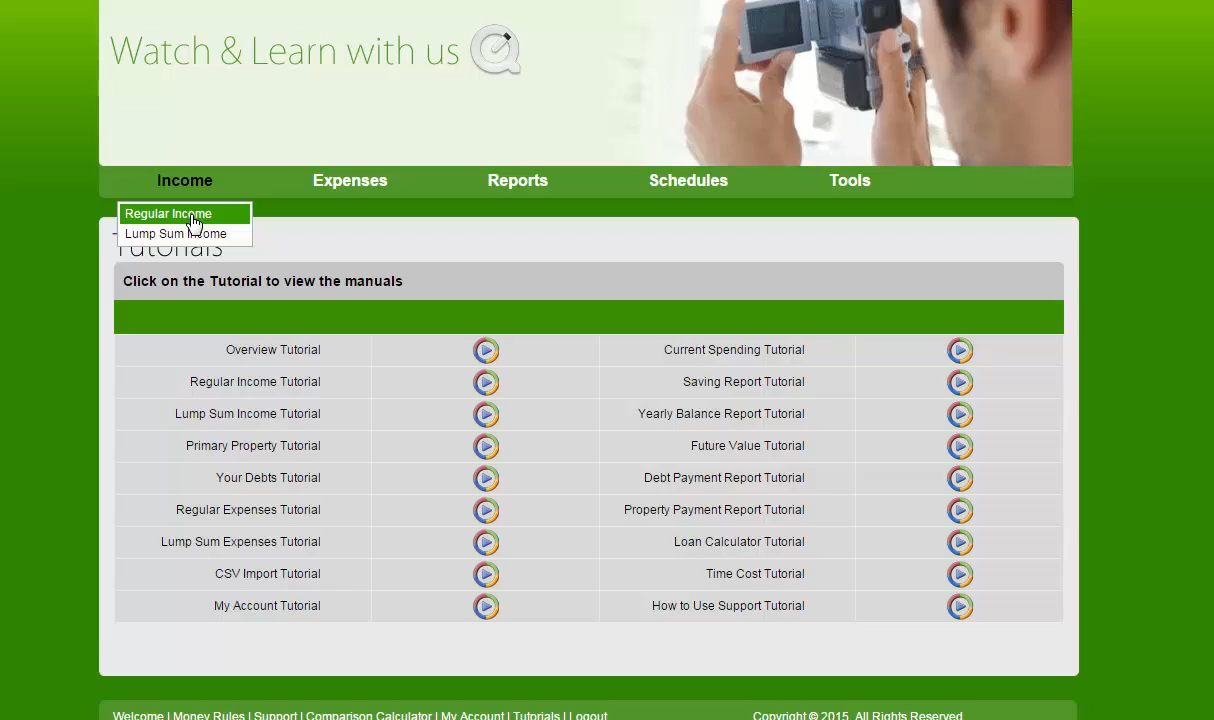 Watch & Learn with us
Income Expenses Reports Schedules Tools
Regular Income
Lump Sum Income
Tutorials
Click on the Tutorial to view the manuals
Overview Tutorial Current Spending Tutorial
Regular Income Tutorial Saving Report Tutorial
Lump Sum Income Tutorial Yearly Balance Report Tutorial
Primary Property Tutorial Future Value Tutorial
Your Debts Tutorial Debt Payment Report Tutorial
Regular Expenses Tutorial Property Payment Report Tutorial
Lump Sum Expenses Tutorial Loan Calculator Tutorial
CSV Import Tutorial Time Cost Tutorial
My Account Tutorial How to Use Support Tutorial
Welcome | Money Rules | Support | Comparison Calculator | My Account | Tutorials | Logout Copyright © 2015. All Rights Reserved